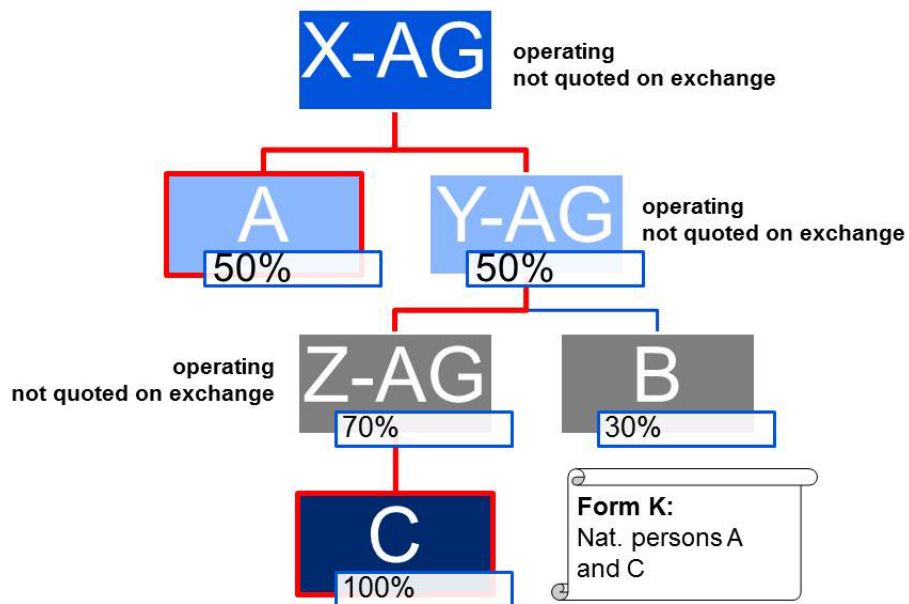 X-AG
operating
not quoted on exchange
A
50%
Y-AG
50%
operating
not quoted on exchange
operating
not quoted on exchange
Z-AG
70%
B
30%
C
100%
Form K:
Nat. persons A
and C